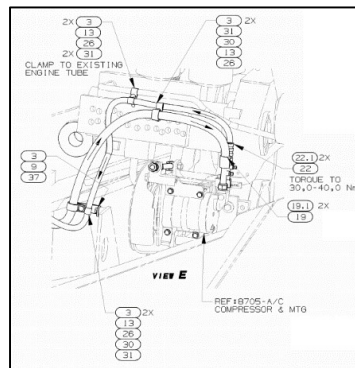 2X 3
13
26
2X 31
CLAMP TO EXISTING
ENGINE TUBE
3 2X
31
30
13
26
3
9
37
22.1 2X
22
TORQUE TO
30,0-40,0 Nm
19.1 2X
19
VIEW E
REF:8705-A/C
COMPRESSOR & MTG
3 2X
13
26
30
31